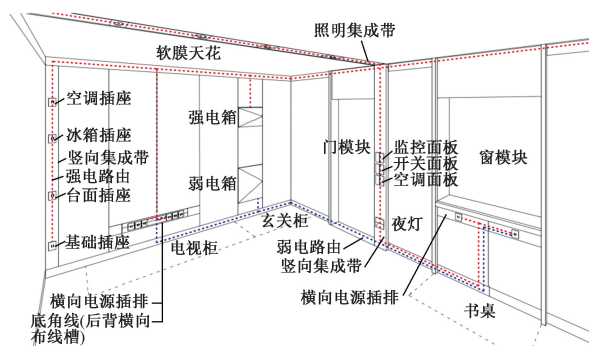 照明集成带
软膜天花
空调插座
强电箱
冰箱插座
门模块
监控面板
竖向集成带
开关面板
窗模块
强电路由
弱电箱
空调面板
台面插座
玄关柜
夜灯
基础插座
电视柜
弱电路由
竖向集成带
横向电源插排
横向电源插排
书桌
底角线(后背横向
布线槽)